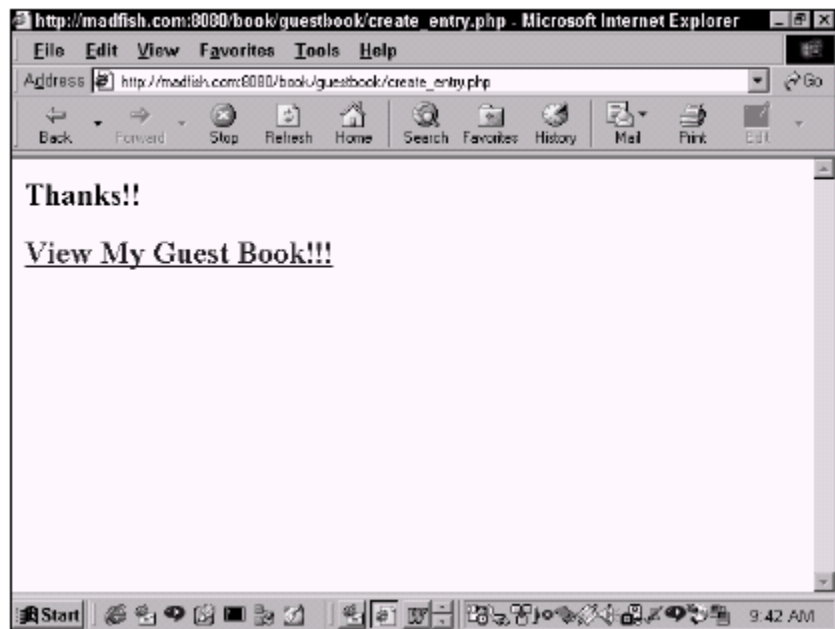 http://madfish.com:8080/book/guestbook/create_entry.php - Microsoft Internet Explorer
File Edit View Favorites Tools Help
Address http://madfish.com:8080/book/guestbook/create_entry.php Go
Back Forward Stop Refresh Home Search Favorites History Mail Print Edit
Thanks!!
View My Guest Book!!!
Start 9:42 AM